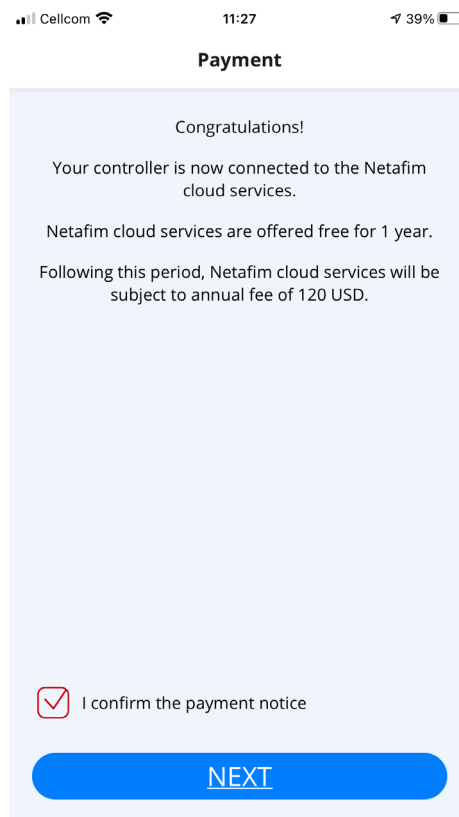 Cellcom 11:27 39%
Payment
Congratulations!
Your controller is now connected to the Netafim
cloud services.
Netafim cloud services are offered free for 1 year.
Following this period, Netafim cloud services will be
subject to annual fee of 120 USD.
I confirm the payment notice
NEXT